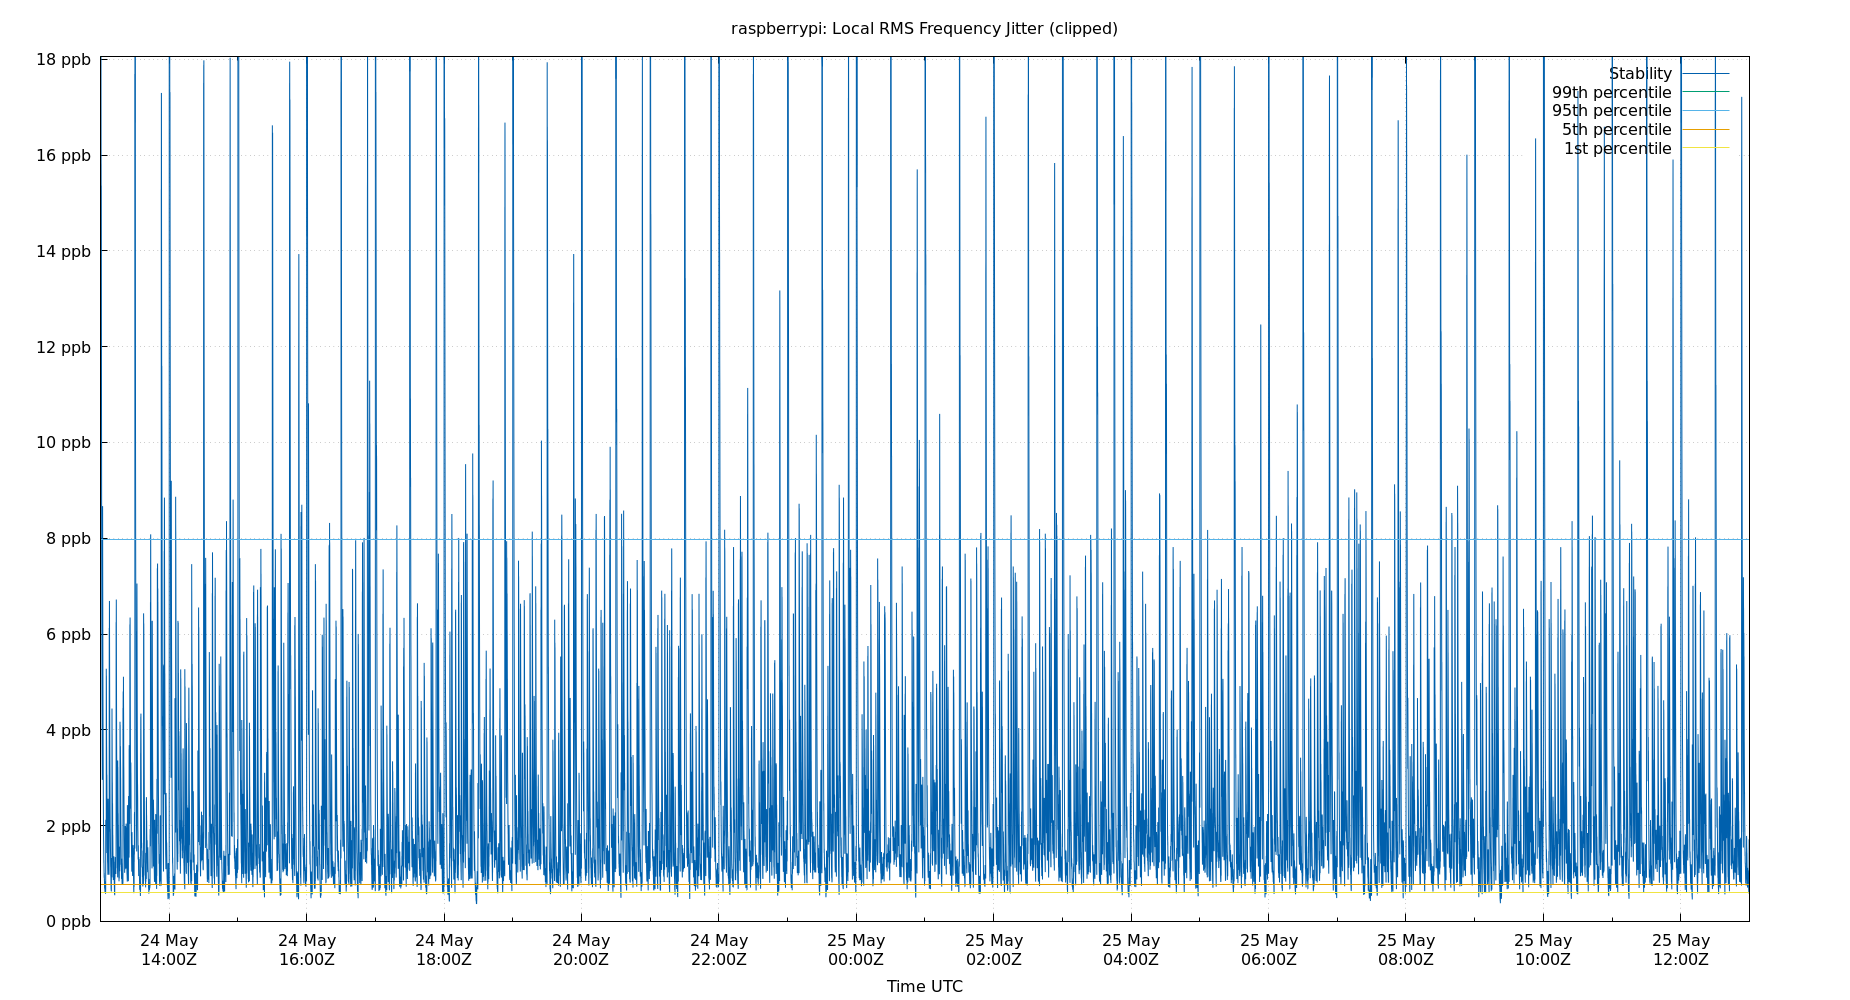 raspberrypi: Local RMS Frequency Jitter (clipped)
18 ppb
16 ppb
14 ppb
12 ppb
10 ppb
8 ppb
6 ppb
4 ppb
2 ppb
0 ppb
Stability
99th percentile
95th percentile
5th percentile
1st percentile
24 May 24 May 24 May 24 May 24 May 25 May 25 May 25 May 25 May 25 May 25 May 25 May
14:00Z 16:00Z 18:00Z 20:00Z 22:00Z 00:00Z 02:00Z 04:00Z 06:00Z 08:00Z 10:00Z 12:00Z
Time UTC